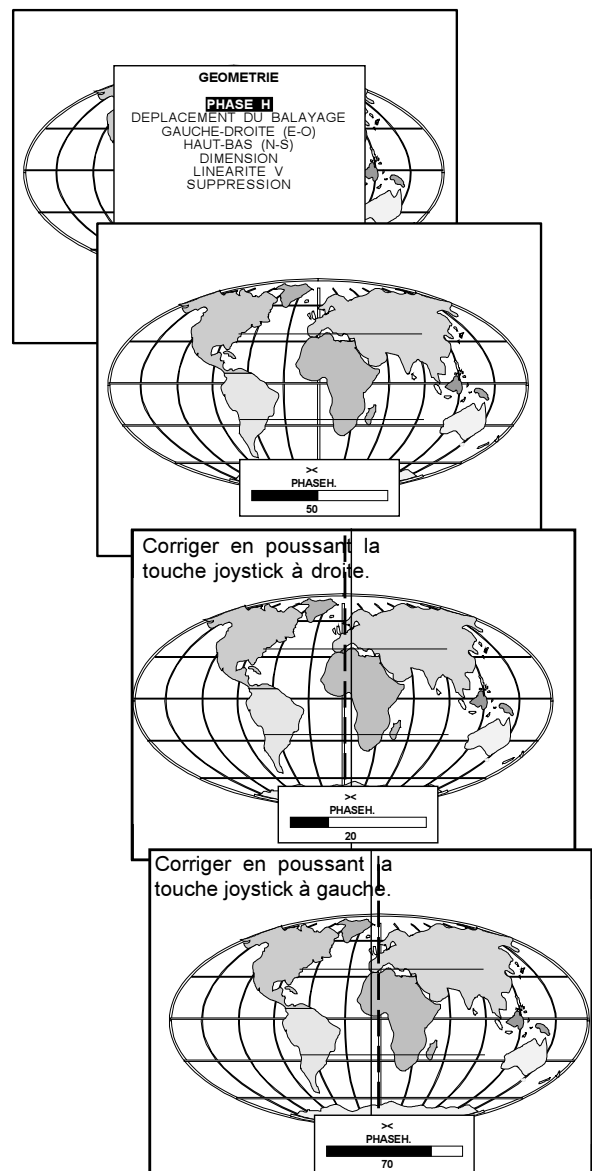 GEOMETRIE
PHASE H
DEPLACEMENT DU BALAYAGE
GAUCHE-DROITE (E-O)
HAUT-BAS (N-S)
DIMENSION
LINEARITE V
SUPPRESSION
><
PHASEH.
50
Corriger en poussant la
touche joystick à droite.
><
PHASEH.
20
Corriger en poussant la
touche joystick à gauche.
><
PHASEH.
70